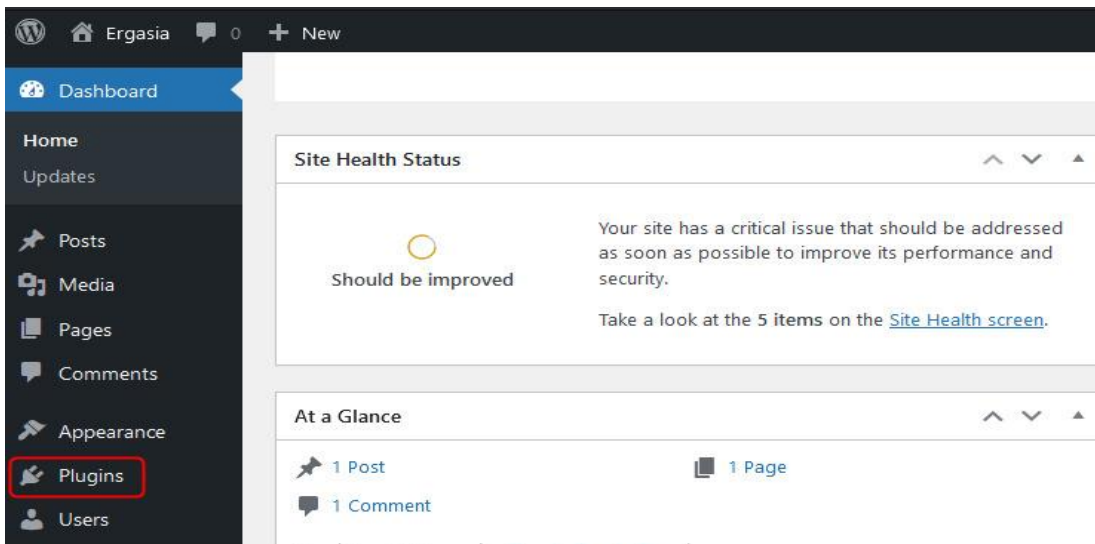 Ergasia 0 New
Dashboard
Home
Updates
Posts
Media
Pages
Comments
Appearance
Plugins
Users
Site Health Status
Should be improved
Your site has a critical issue that should be addressed
as soon as possible to improve its performance and
security.
Take a look at the 5 items on the Site Health screen.
At a Glance
1 Post
1 Page
1 Comment